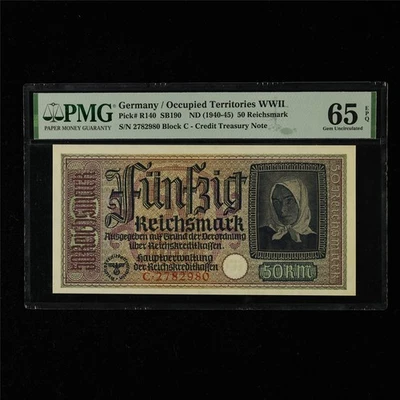 PMG
PAPER MONEY GUARANTY
Germany / Occupied Territories WWII
Pick# R140 SB190 ND (1940-45) 50 Reichsmark
S/N 2782980 Block C - Credit Treasury Note
65 EPQ
Gem Uncirculated
50 Reichsmark
Fünfzig
Reichsmark
Ausgegeben auf Grund der Verordnung
über Reichskreditkassen
Hauptverwaltung
der Reichskreditkassen
C·2782980
50RM